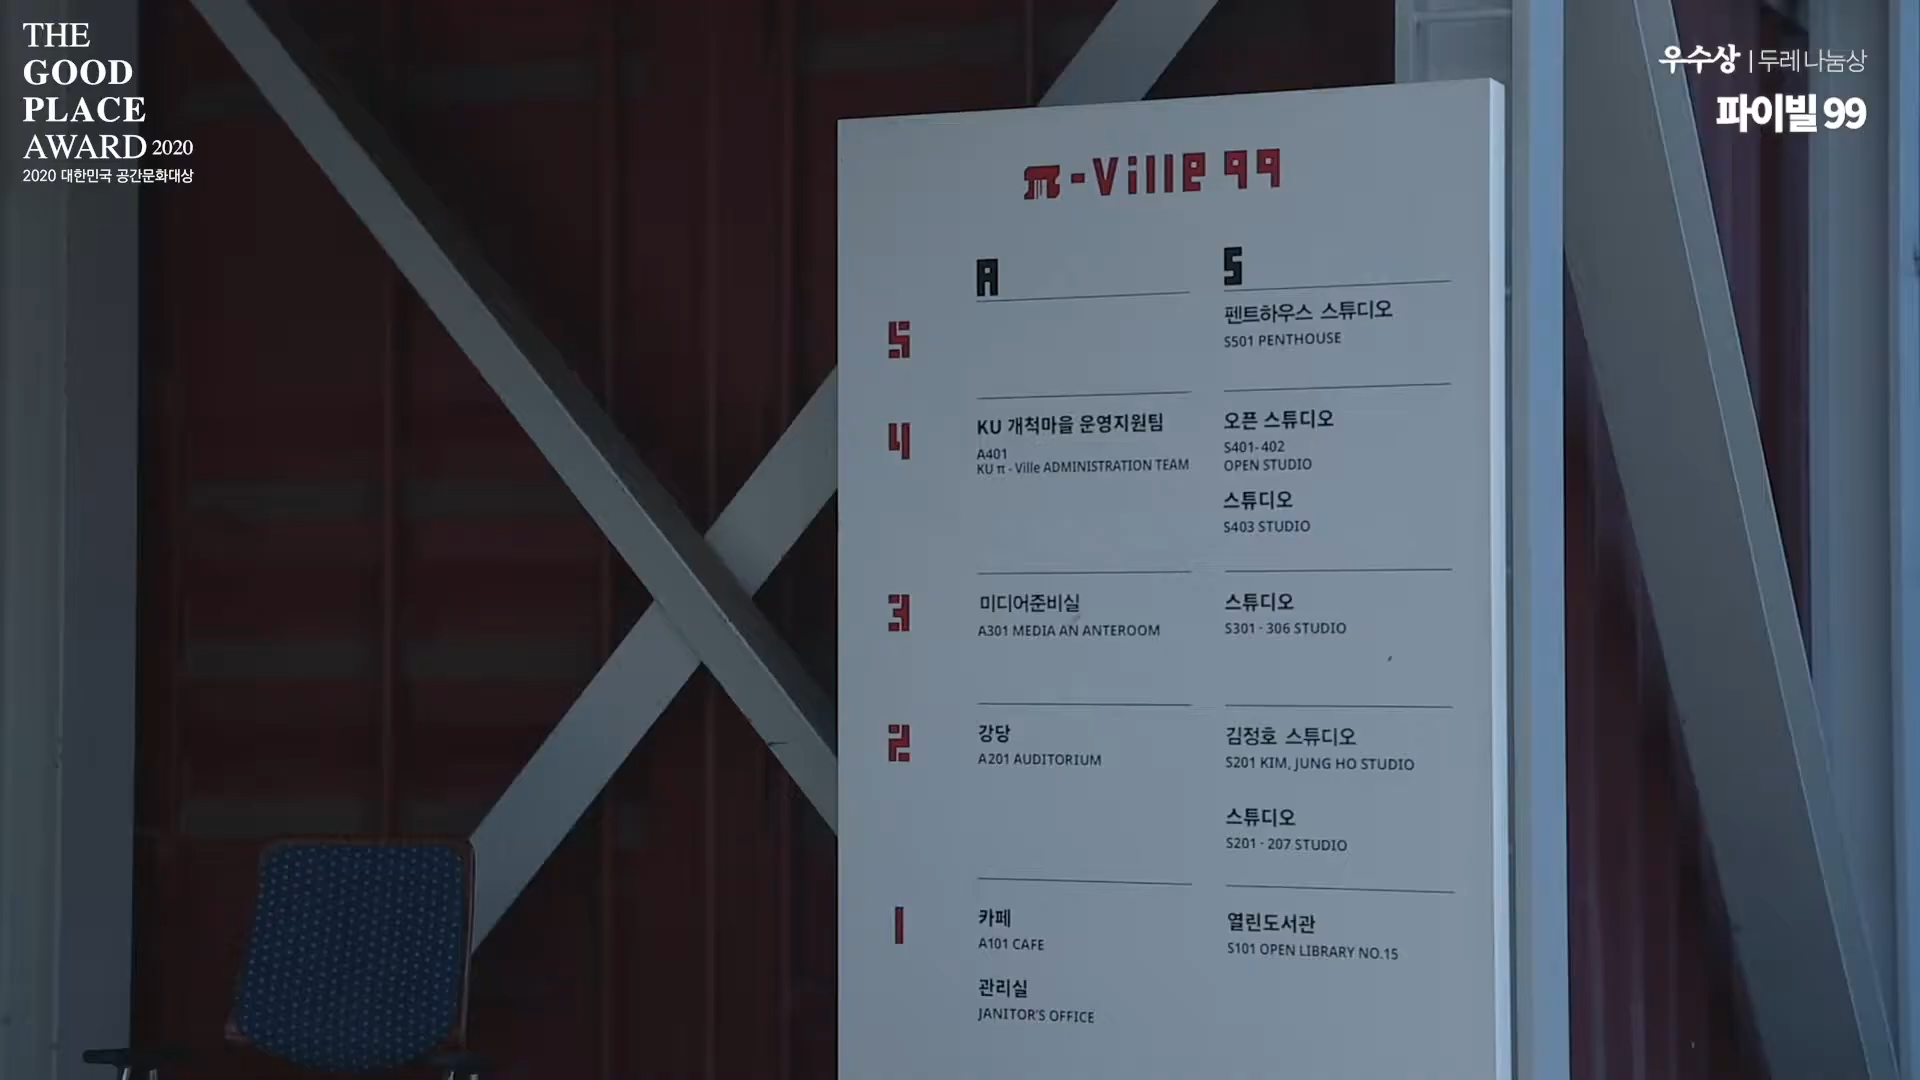 THE
GOOD
PLACE
AWARD 2020
2020 대한민국 공간문화대상
우수상 | 두레나눔상
파이빌 99
π-Ville 99
A
S
5
펜트하우스 스튜디오
S501 PENTHOUSE
4
KU 개척마을 운영지원팀
A401
KU π - Ville ADMINISTRATION TEAM
오픈 스튜디오
S401-402
OPEN STUDIO
스튜디오
S403 STUDIO
3
미디어준비실
A301 MEDIA AN ANTEROOM
스튜디오
S301 - 306 STUDIO
2
강당
A201 AUDITORIUM
김정호 스튜디오
S201 KIM, JUNG HO STUDIO
스튜디오
S201 - 207 STUDIO
1
카페
A101 CAFE
관리실
JANITOR'S OFFICE
열린도서관
S101 OPEN LIBRARY NO.15